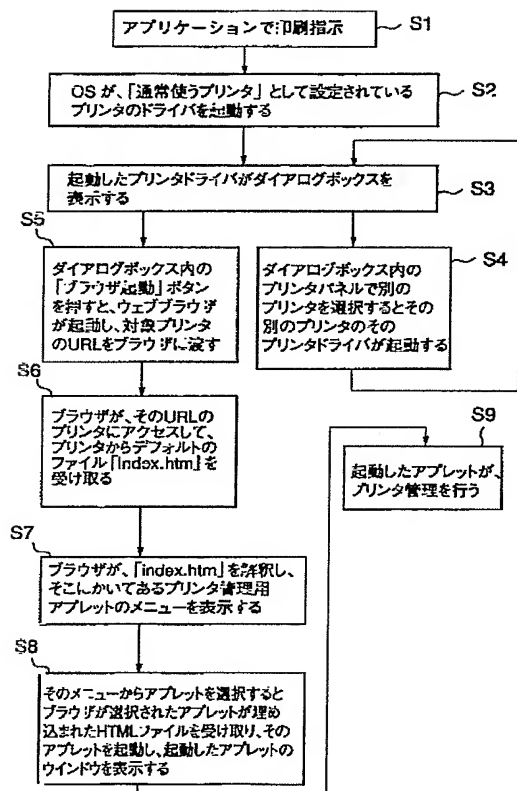 アプリケーションで印刷指示
S1
OSが、「通常使うプリンタ」として設定されている
プリンタのドライバを起動する
S2
起動したプリンタドライバがダイアログボックスを
表示する
S3
S5
ダイアログボックス内の
「ブラウザ起動」ボタン
を押すと、ウェブブラウザ
が起動し、対象プリンタ
のURLをブラウザに渡す
ダイアログボックス内の
プリンタパネルで別の
プリンタを選択するとその
別のプリンタのその
プリンタドライバが起動する
S4
S6
ブラウザが、そのURLの
プリンタにアクセスして、
プリンタからデフォルトの
ファイル「index.htm」を
受け取る
S9
起動したアプレットが、
プリンタ管理を行う
S7
ブラウザが、「index.htm」を解釈し、
そこにかいてあるプリンタ管理用
アプレットのメニューを表示する
S8
そのメニューからアプレットを選択すると
ブラウザが選択されたアプレットが埋め
込まれたHTMLファイルを受け取り、その
アプレットを起動し、起動したアプレットの
ウインドウを表示する